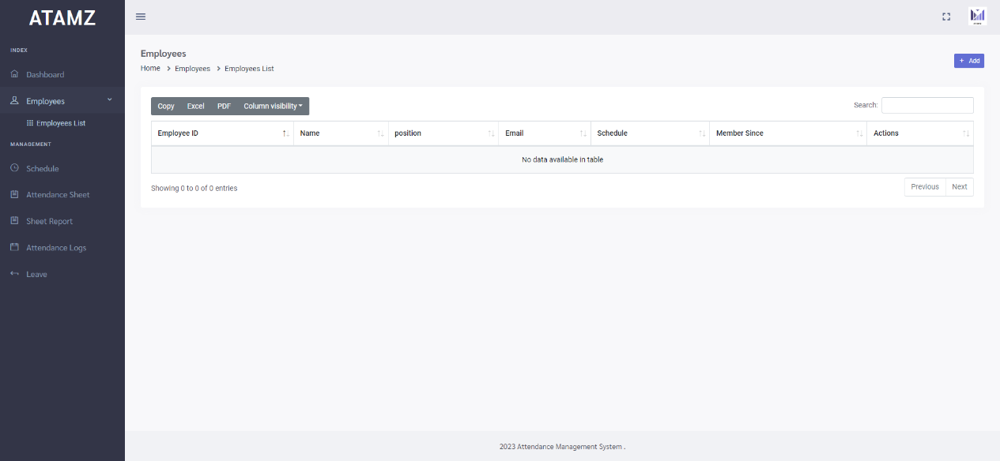 ATAMZ
INDEX
Dashboard
Employees
Employees List
MANAGEMENT
Schedule
Attendance Sheet
Sheet Report
Attendance Logs
Leave
Employees
Home > Employees > Employees List
+ Add
Copy Excel PDF Column visibility
Search:
Employee ID Name position Email Schedule Member Since Actions
No data available in table
Showing 0 to 0 of 0 entries
Previous Next
2023 Attendance Management System .